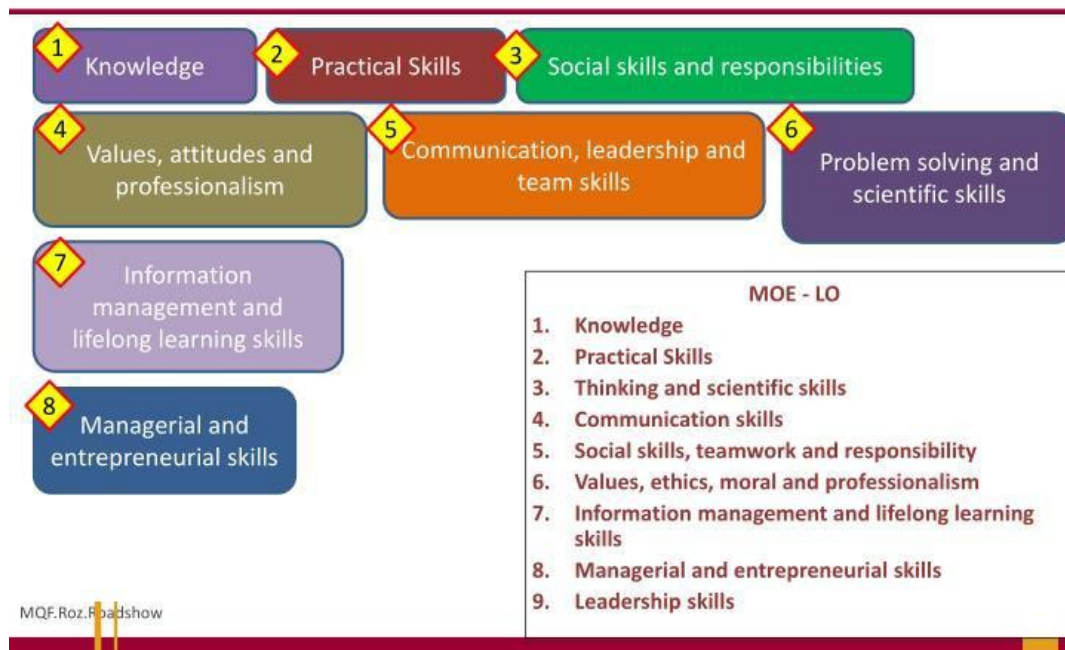 1
Knowledge
2
Practical Skills
3
Social skills and responsibilities
4
Values, attitudes and
professionalism
5
Communication, leadership and
team skills
6
Problem solving and
scientific skills
7
Information
management and
lifelong learning skills
8
Managerial and
entrepreneurial skills
MOE - LO
1. Knowledge
2. Practical Skills
3. Thinking and scientific skills
4. Communication skills
5. Social skills, teamwork and responsibility
6. Values, ethics, moral and professionalism
7. Information management and lifelong learning
skills
8. Managerial and entrepreneurial skills
9. Leadership skills
MQF.Roz.Roadshow